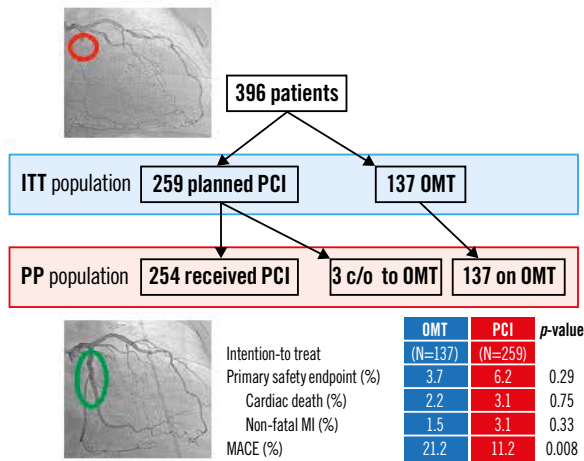 396 patients
ITT population 259 planned PCI 137 OMT
PP population 254 received PCI 3 c/o to OMT 137 on OMT
OMT PCI p-value
Intention-to treat (N=137) (N=259)
Primary safety endpoint (%) 3.7 6.2 0.29
Cardiac death (%) 2.2 3.1 0.75
Non-fatal MI (%) 1.5 3.1 0.33
MACE (%) 21.2 11.2 0.008